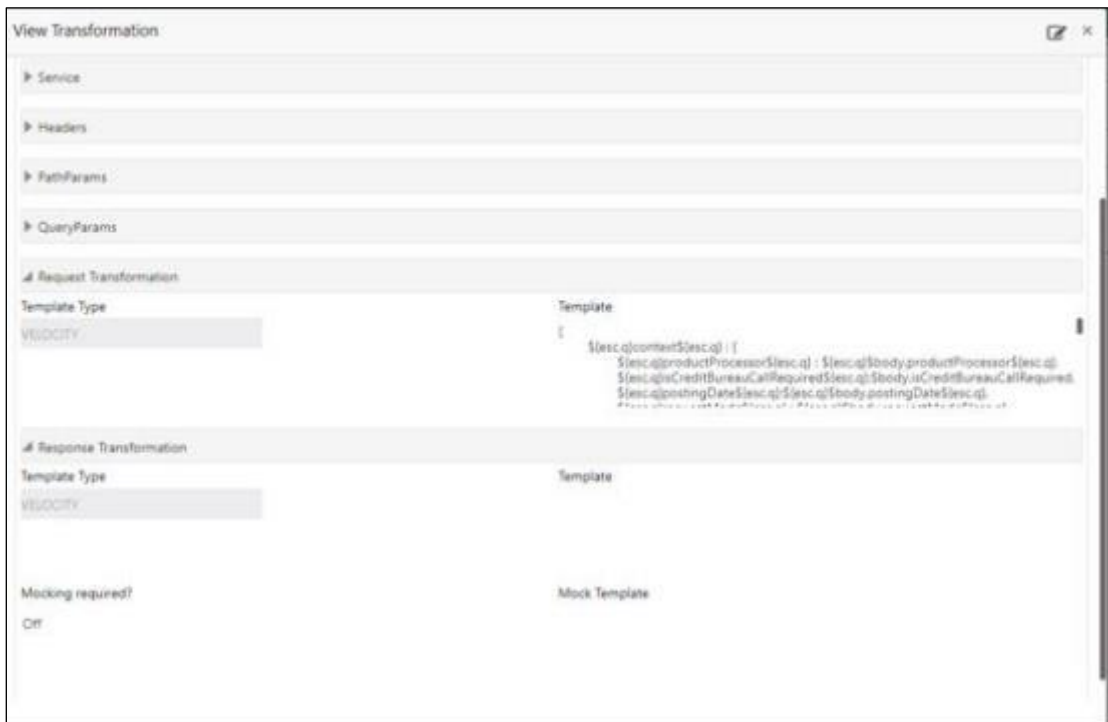 View Transformation
Service
Headers
PathParams
QueryParams
Request Transformation
Template Type
Template
VELOCITY
{
${esc.q}context${esc.q} : {
${esc.q}productProcessor${esc.q} : ${esc.q}$body.productProcessor${esc.q},
${esc.q}isCreditBureauCallRequired${esc.q}:$body.isCreditBureauCallRequired,
${esc.q}postingDate${esc.q}:${esc.q}$body.postingDate${esc.q},
Response Transformation
Template Type
Template
VELOCITY
Mocking required?
Mock Template
Off